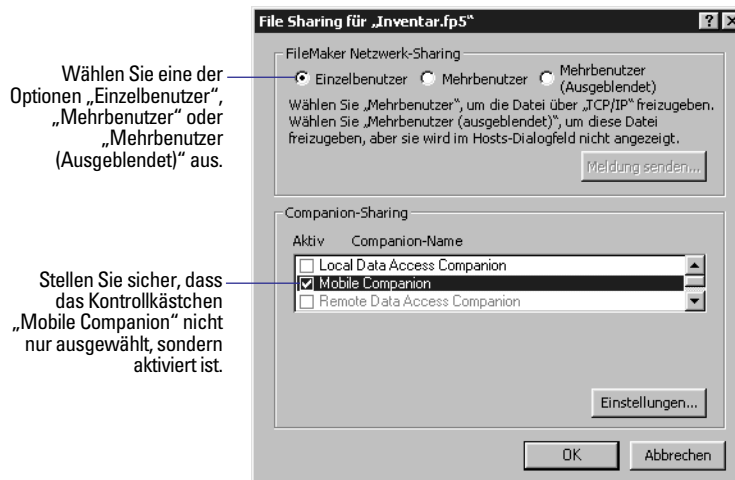 File Sharing für „Inventar.fp5“
FileMaker Netzwerk-Sharing
Wählen Sie eine der
Optionen „Einzelbenutzer“,
„Mehrbenutzer“ oder
„Mehrbenutzer
(Ausgeblendet)“ aus.
Einzelbenutzer
Mehrbenutzer
Mehrbenutzer
(Ausgeblendet)
Wählen Sie „Mehrbenutzer“, um die Datei über „TCP/IP“ freizugeben.
Wählen Sie „Mehrbenutzer (ausgeblendet)“, um diese Datei
freizugeben, aber sie wird im Hosts-Dialogfeld nicht angezeigt.
Meldung senden...
Companion-Sharing
Aktiv Companion-Name
Local Data Access Companion
Mobile Companion
Remote Data Access Companion
Stellen Sie sicher, dass
das Kontrollkästchen
„Mobile Companion“ nicht
nur ausgewählt, sondern
aktiviert ist.
Einstellungen...
OK
Abbrechen